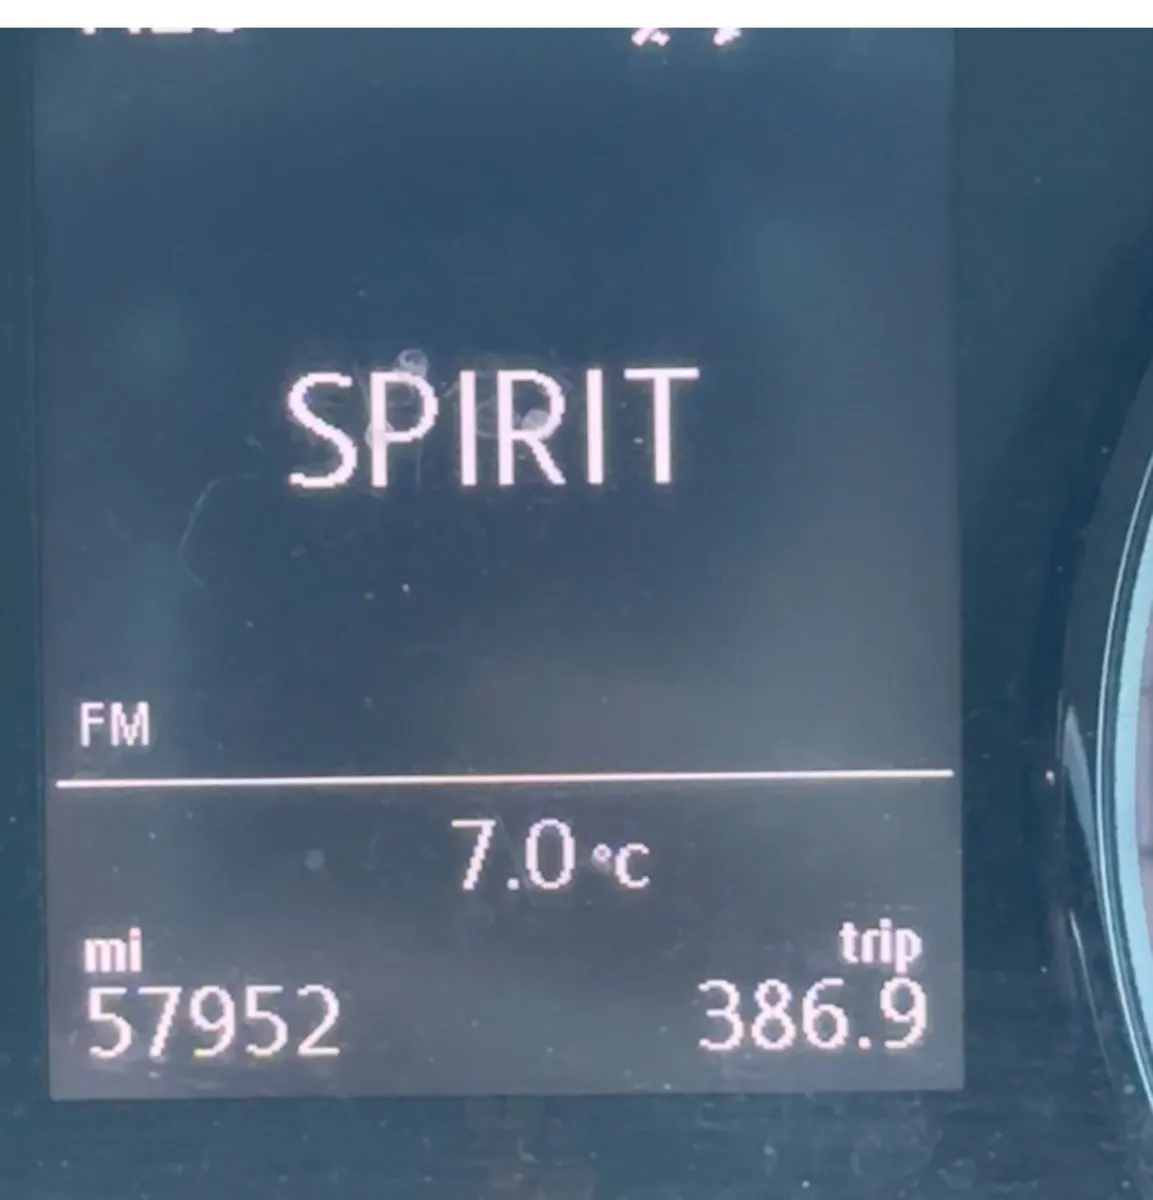 SPIRIT
FM
7.0 °C
mi trip
57952 386.9